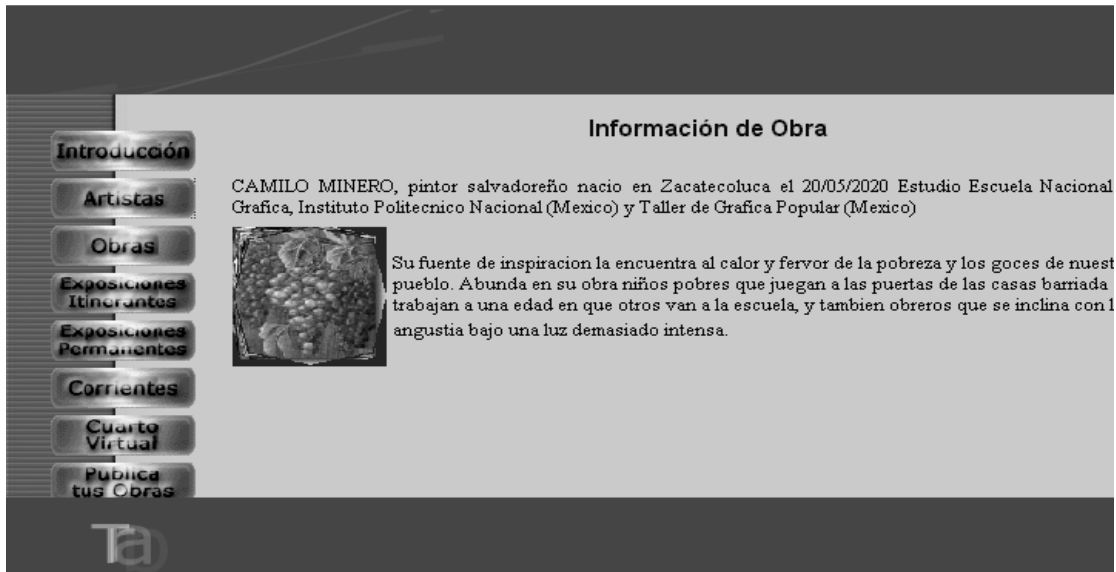 Información de Obra
Introducción
Artistas
Obras
Exposiciones
Itinerantes
Exposiciones
Permanentes
Corrientes
Cuarto
Virtual
Publica
tus Obras
CAMILO MINERO, pintor salvadoreño nacio en Zacatecoluca el 20/05/2020 Estudio Escuela Nacional
Grafica, Instituto Politecnico Nacional (Mexico) y Taller de Grafica Popular (Mexico)
Su fuente de inspiracion la encuentra al calor y fervor de la pobreza y los goces de nuest
pueblo. Abunda en su obra niños pobres que juegan a las puertas de las casas barriada
trabajan a una edad en que otros van a la escuela, y tambien obreros que se inclina con l
angustia bajo una luz demasiado intensa.